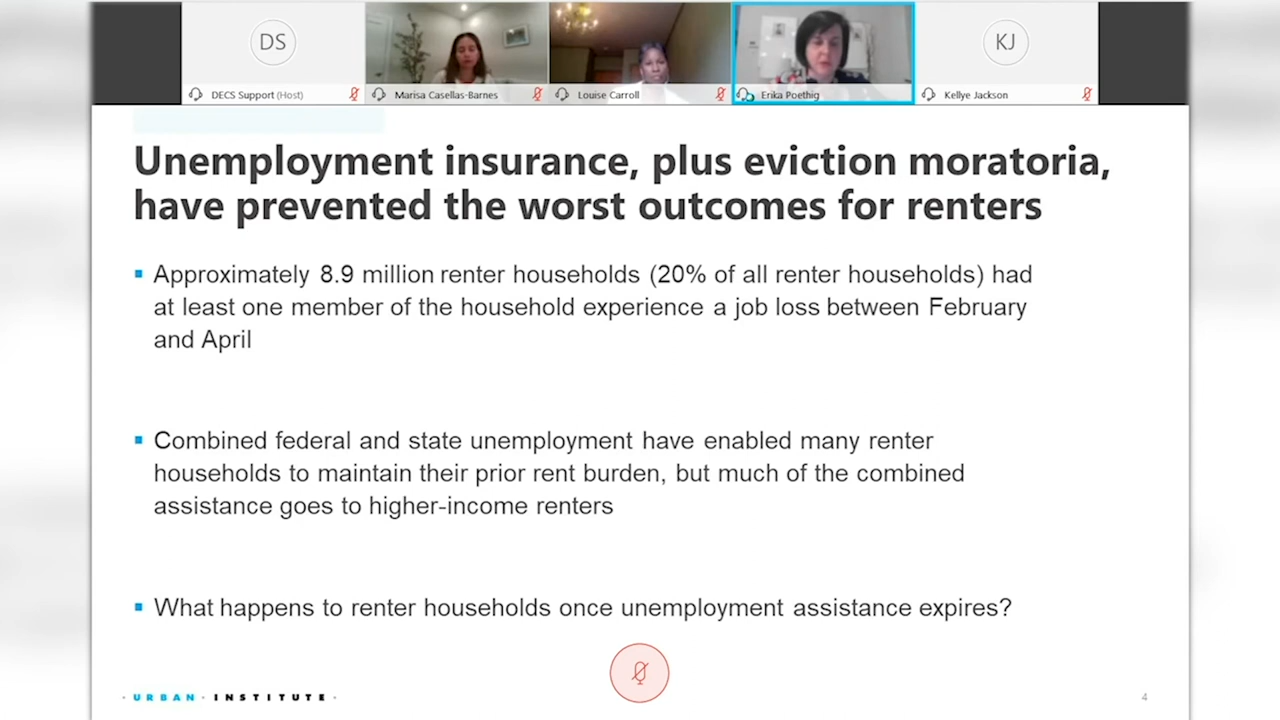 DS
KJ
DECS Support (Host)
Marisa Casellas-Barnes
Louise Carroll
Erika Poethig
Kellye Jackson
Unemployment insurance, plus eviction moratoria,
have prevented the worst outcomes for renters
Approximately 8.9 million renter households (20% of all renter households) had
at least one member of the household experience a job loss between February
and April
Combined federal and state unemployment have enabled many renter
households to maintain their prior rent burden, but much of the combined
assistance goes to higher-income renters
What happens to renter households once unemployment assistance expires?
· URBAN · INSTITUTE ·
4